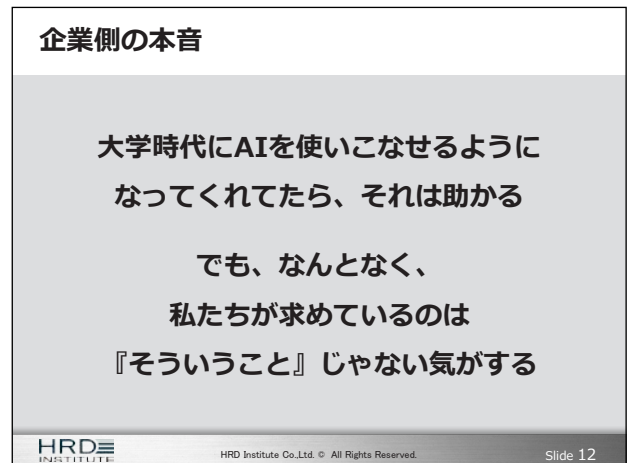 企業側の本音
大学時代にAIを使いこなせるように
なってくれてたら、それは助かる
でも、なんとなく、
私たちが求めているのは
『そういうこと』じゃない気がする
HRD
INSTITUTE
HRD Institute Co.,Ltd. © All Rights Reserved.
Slide 12